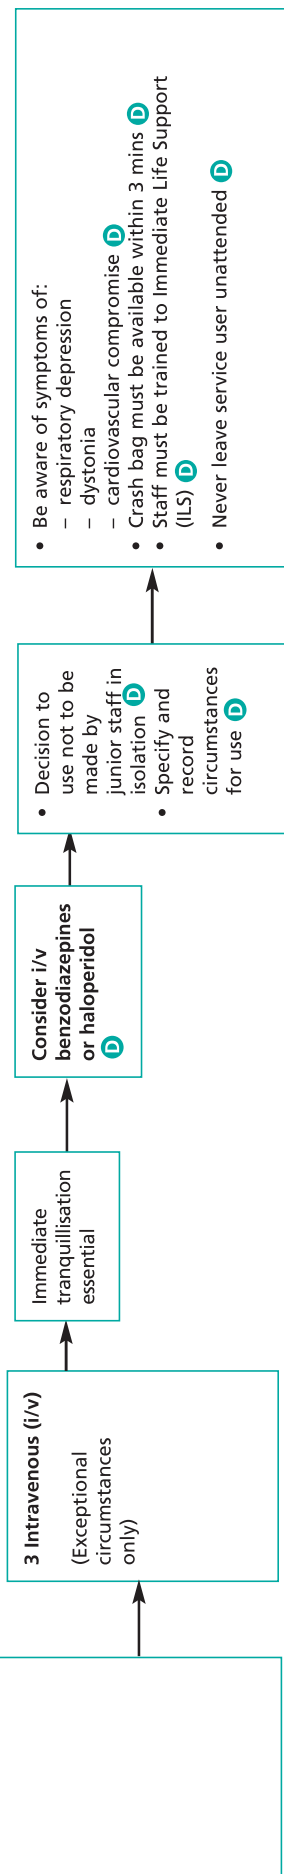 3 Intravenous (i/v)
(Exceptional
circumstances
only)
Immediate
tranquillisation
essential
Consider i/v
benzodiazepines
or haloperidol
D
• Decision to
use not to be
made by
junior staff in
isolation D
• Specify and
record
circumstances
for use D
• Be aware of symptoms of:
– respiratory depression
– dystonia
– cardiovascular compromise D
• Crash bag must be available within 3 mins D
• Staff must be trained to Immediate Life Support
(ILS) D
• Never leave service user unattended D